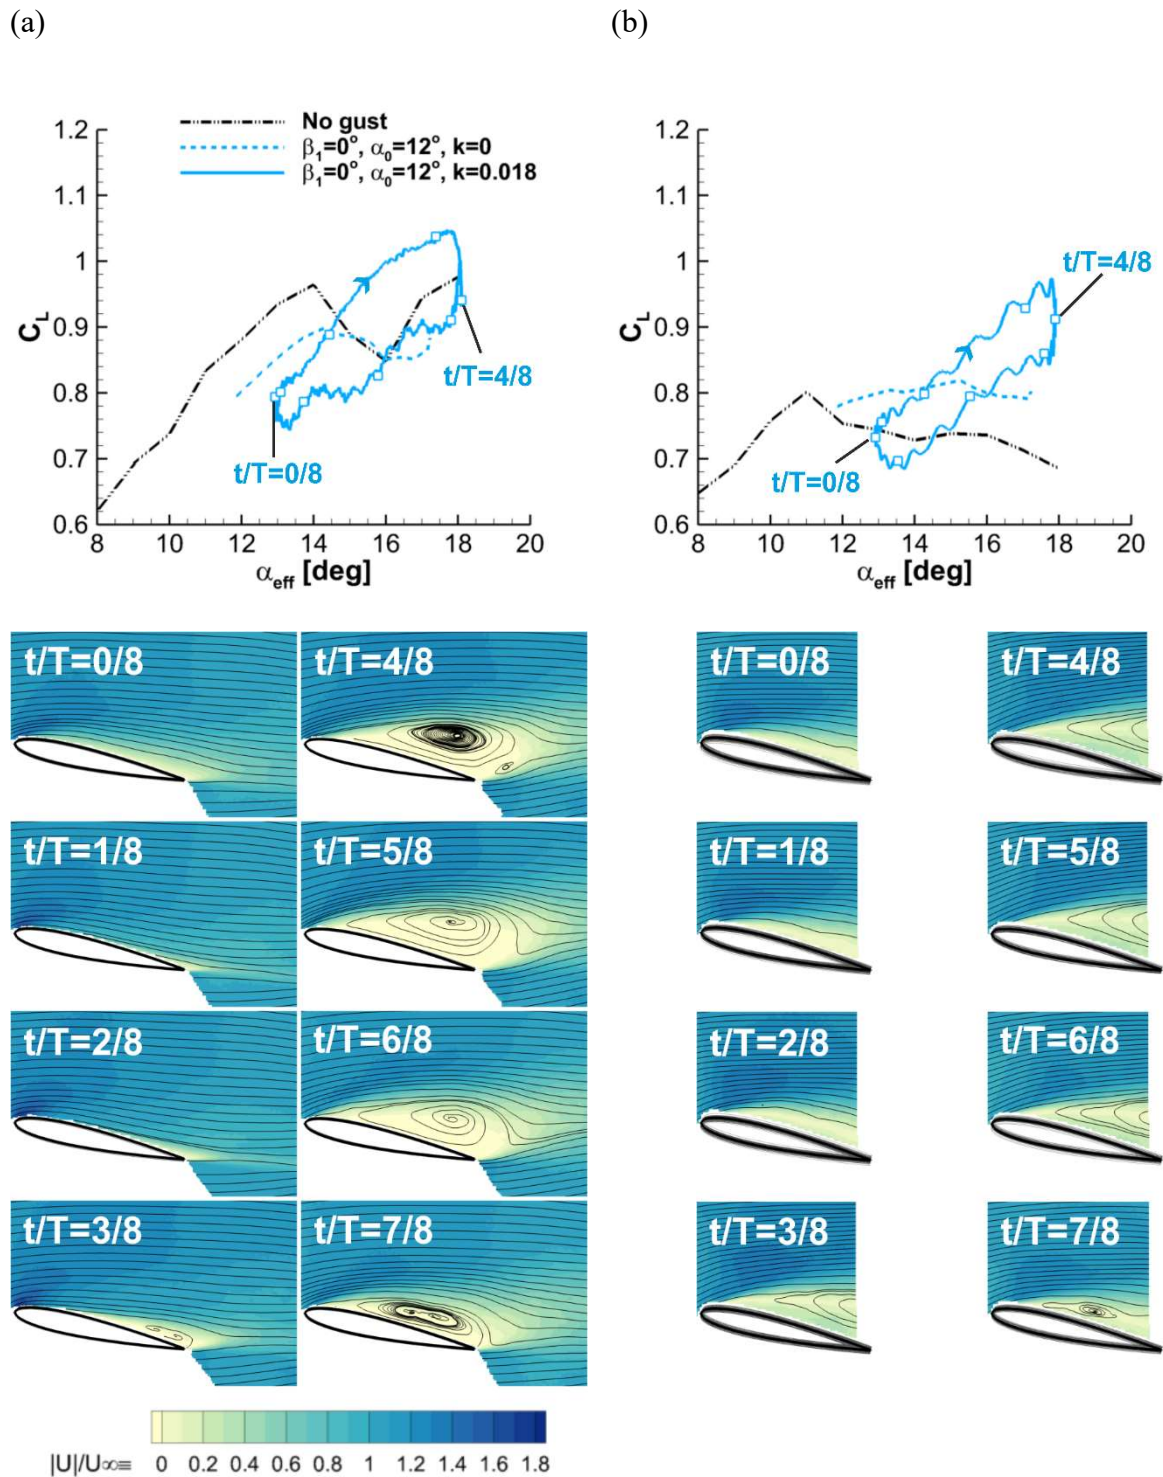 (a)
(b)
No gust
β₁=0°, α₀=12°, k=0
β₁=0°, α₀=12°, k=0.018
1.2
1.1
1
0.9
0.8
0.7
0.6
C_L
8 10 12 14 16 18 20
α_eff [deg]
t/T=4/8
t/T=0/8
1.2
1.1
1
0.9
0.8
0.7
0.6
C_L
8 10 12 14 16 18 20
α_eff [deg]
t/T=4/8
t/T=0/8
t/T=0/8 t/T=4/8
t/T=1/8 t/T=5/8
t/T=2/8 t/T=6/8
t/T=3/8 t/T=7/8
t/T=0/8 t/T=4/8
t/T=1/8 t/T=5/8
t/T=2/8 t/T=6/8
t/T=3/8 t/T=7/8
|U|/U∞=
0 0.2 0.4 0.6 0.8 1 1.2 1.4 1.6 1.8